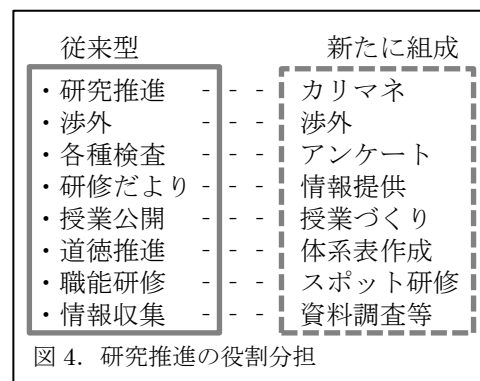 従来型 新たに組成
・研究推進 - - - カリマネ
・渉外 - - - 渉外
・各種検査 - - - アンケート
・研修だより - - - 情報提供
・授業公開 - - - 授業づくり
・道徳推進 - - - 体系表作成
・職能研修 - - - スポット研修
・情報収集 - - - 資料調査等
図 4．研究推進の役割分担